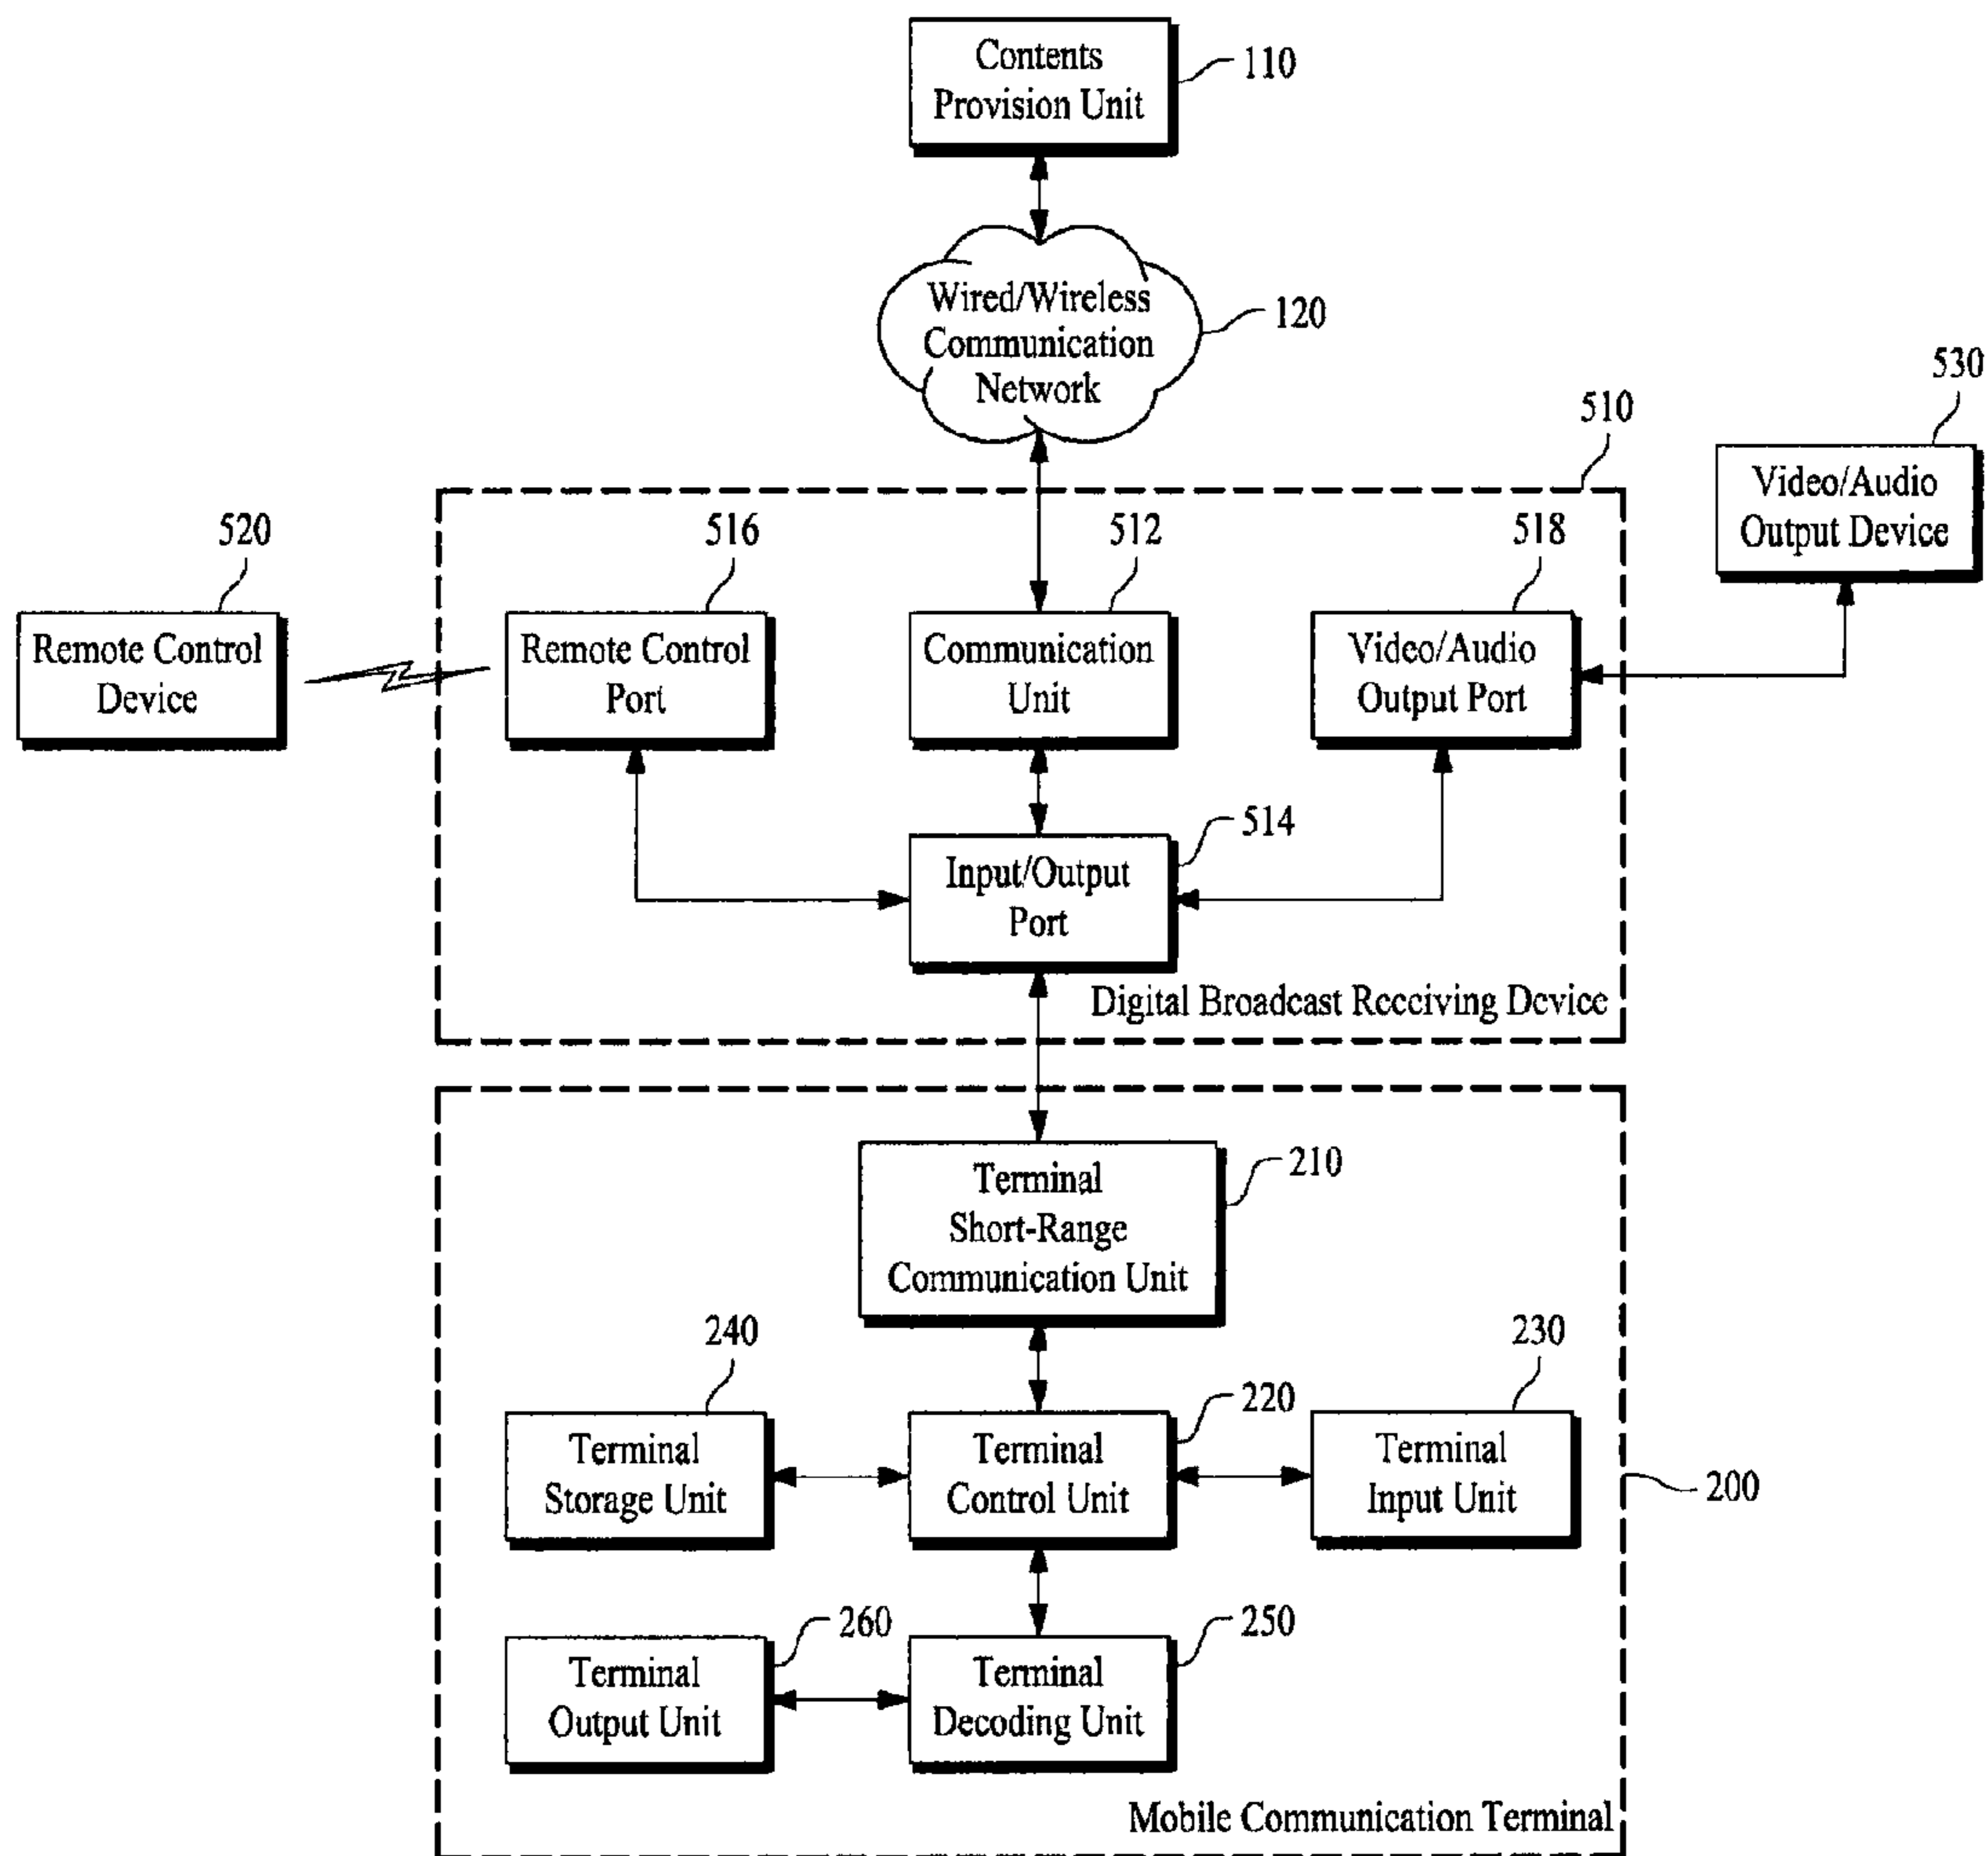 Contents
Provision Unit
110
Wired/Wireless
Communication
Network
120
530
Video/Audio
Output Device
510
520
Remote Control
Device
516
Remote Control
Port
512
Communication
Unit
518
Video/Audio
Output Port
514
Input/Output
Port
Digital Broadcast Receiving Device
210
Terminal
Short-Range
Communication Unit
240
Terminal
Storage Unit
220
Terminal
Control Unit
230
Terminal
Input Unit
200
260
Terminal
Output Unit
250
Terminal
Decoding Unit
Mobile Communication Terminal